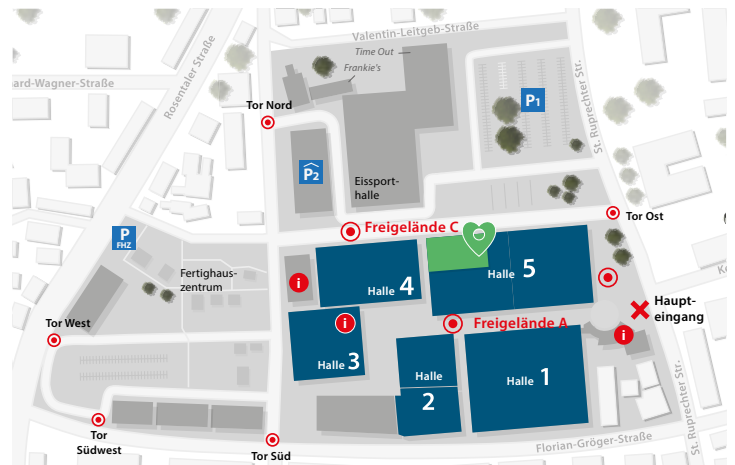 Valentin-Leitgeb-Straße
Time Out
Frankie's
ard-Wagner-Straße
Rosentaler Straße
St. Ruprechter Str.
Tor Nord
P1
P2
Eissport-
halle
Tor Ost
Freigelände C
P
FHZ
Fertighaus-
zentrum
i
Halle 4
Halle 5
Haupt-
eingang
Freigelände A
i
i
Tor West
Halle 3
Halle
2
Halle 1
St. Ruprechter Str.
Tor
Südwest
Tor Süd
Florian-Gröger-Straße